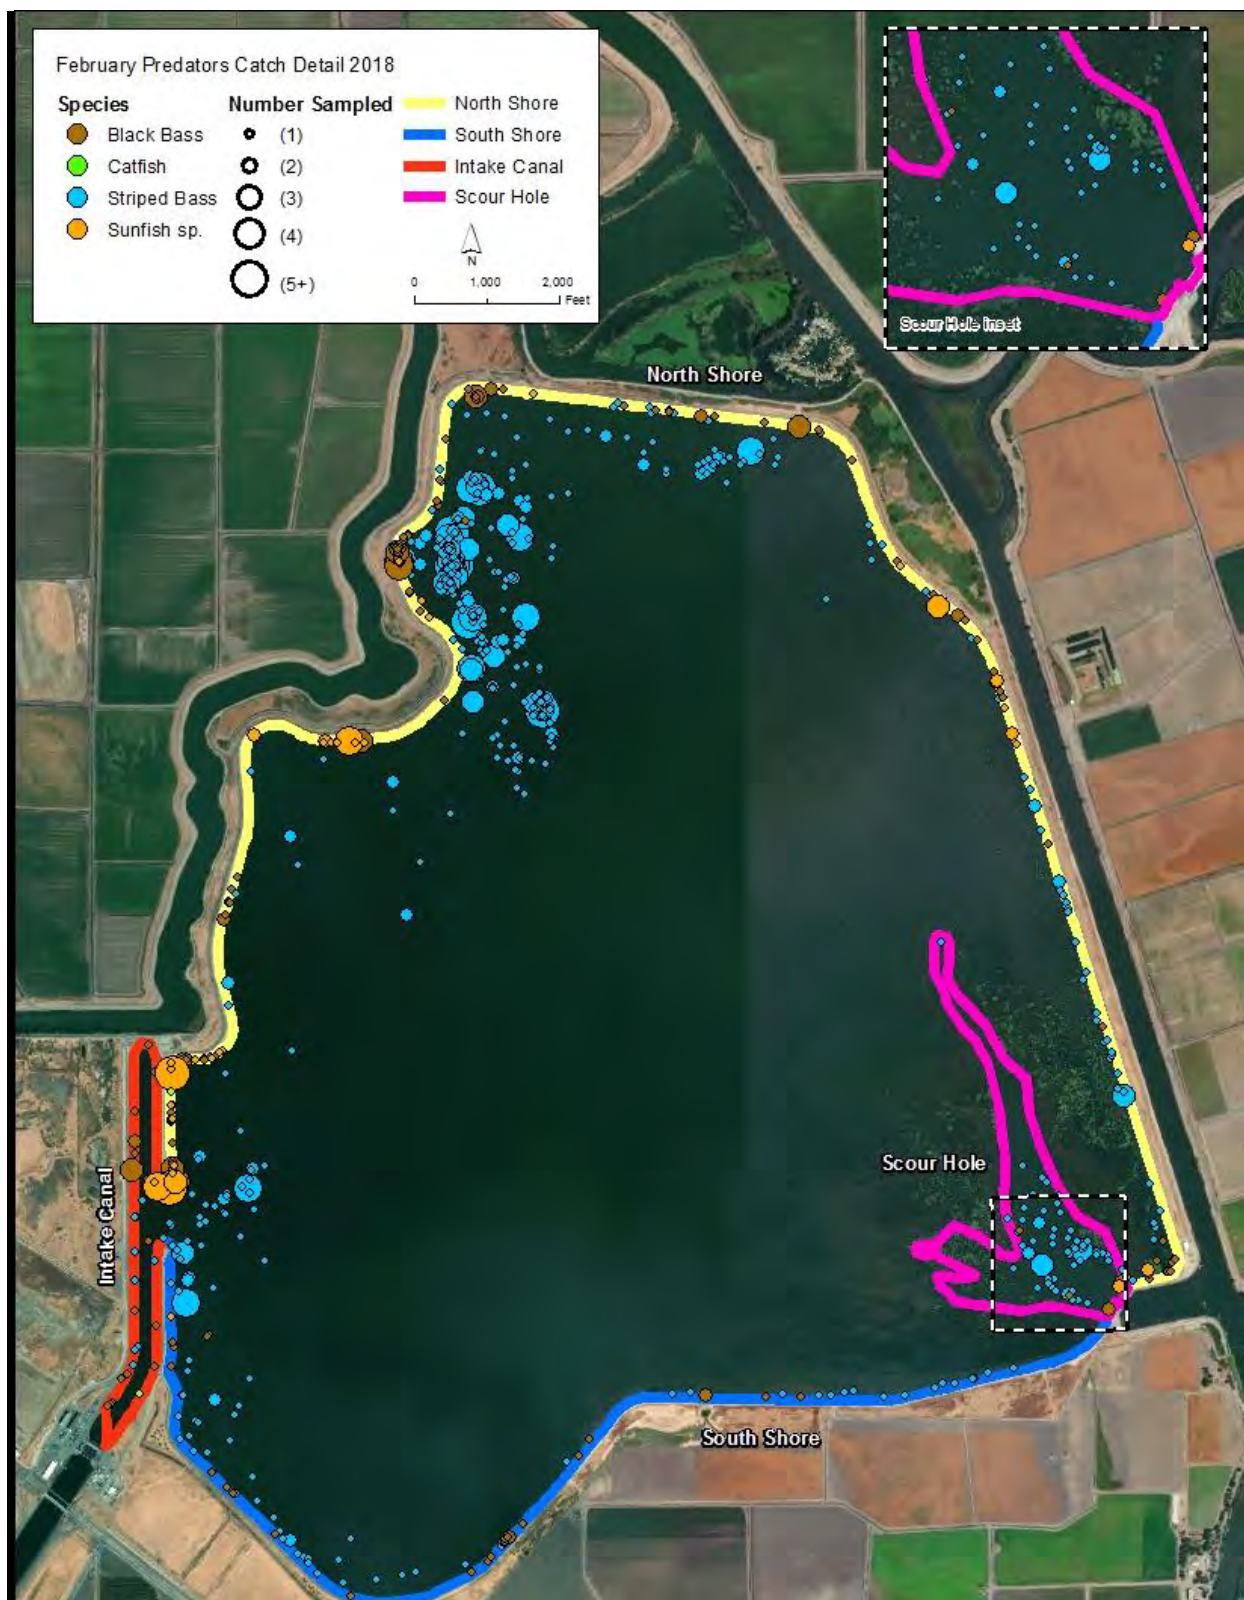 February Predators Catch Detail 2018
Species
Number Sampled
Black Bass
Catfish
Striped Bass
Sunfish sp.
(1)
(2)
(3)
(4)
(5+)
North Shore
South Shore
Intake Canal
Scour Hole
N
0 1,000 2,000
Feet
Scour Hole inset
North Shore
Scour Hole
Intake Canal
South Shore